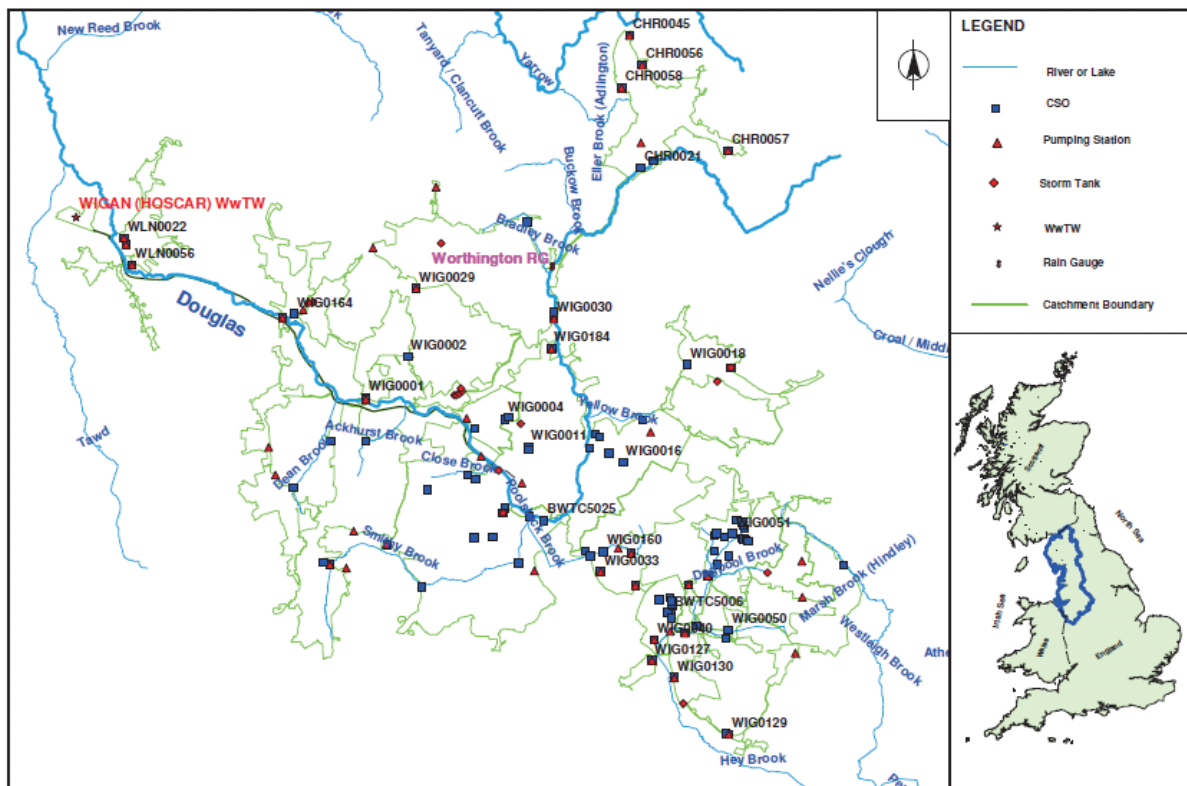 New Reed Brook
Tanyard / Clancutt Brook
Yarrow
Eller Brook (Adlington)
CHR0045
CHR0056
CHR0058
CHR0057
CHR0021
Buckow Brook
WIGAN (HOSCAR) WwTW
WLN0022
WLN0056
Bradley Brook
Worthington RG
Nellie's Clough
Douglas
WIG0164
WIG0029
WIG0030
WIG0184
WIG0002
WIG0018
Croal / Middl
WIG0001
WIG0004
Yellow Brook
Tawd
Ackhurst Brook
WIG0011
WIG0016
Dean Brook
Close Brook
Poolstock Brook
BWTC5025
WIG0051
Smithy Brook
WIG0160
WIG0033
Dogpool Brook
Marsh Brook (Hindley)
BWTC5006
WIG0050
Westleigh Brook
WIG0040
WIG0127
Athe
WIG0130
WIG0129
Hey Brook
LEGEND
River or Lake
CSO
Pumping Station
Storm Tank
WwTW
Rain Gauge
Catchment Boundary
Scotland
North Sea
Irish Sea
Wales
England